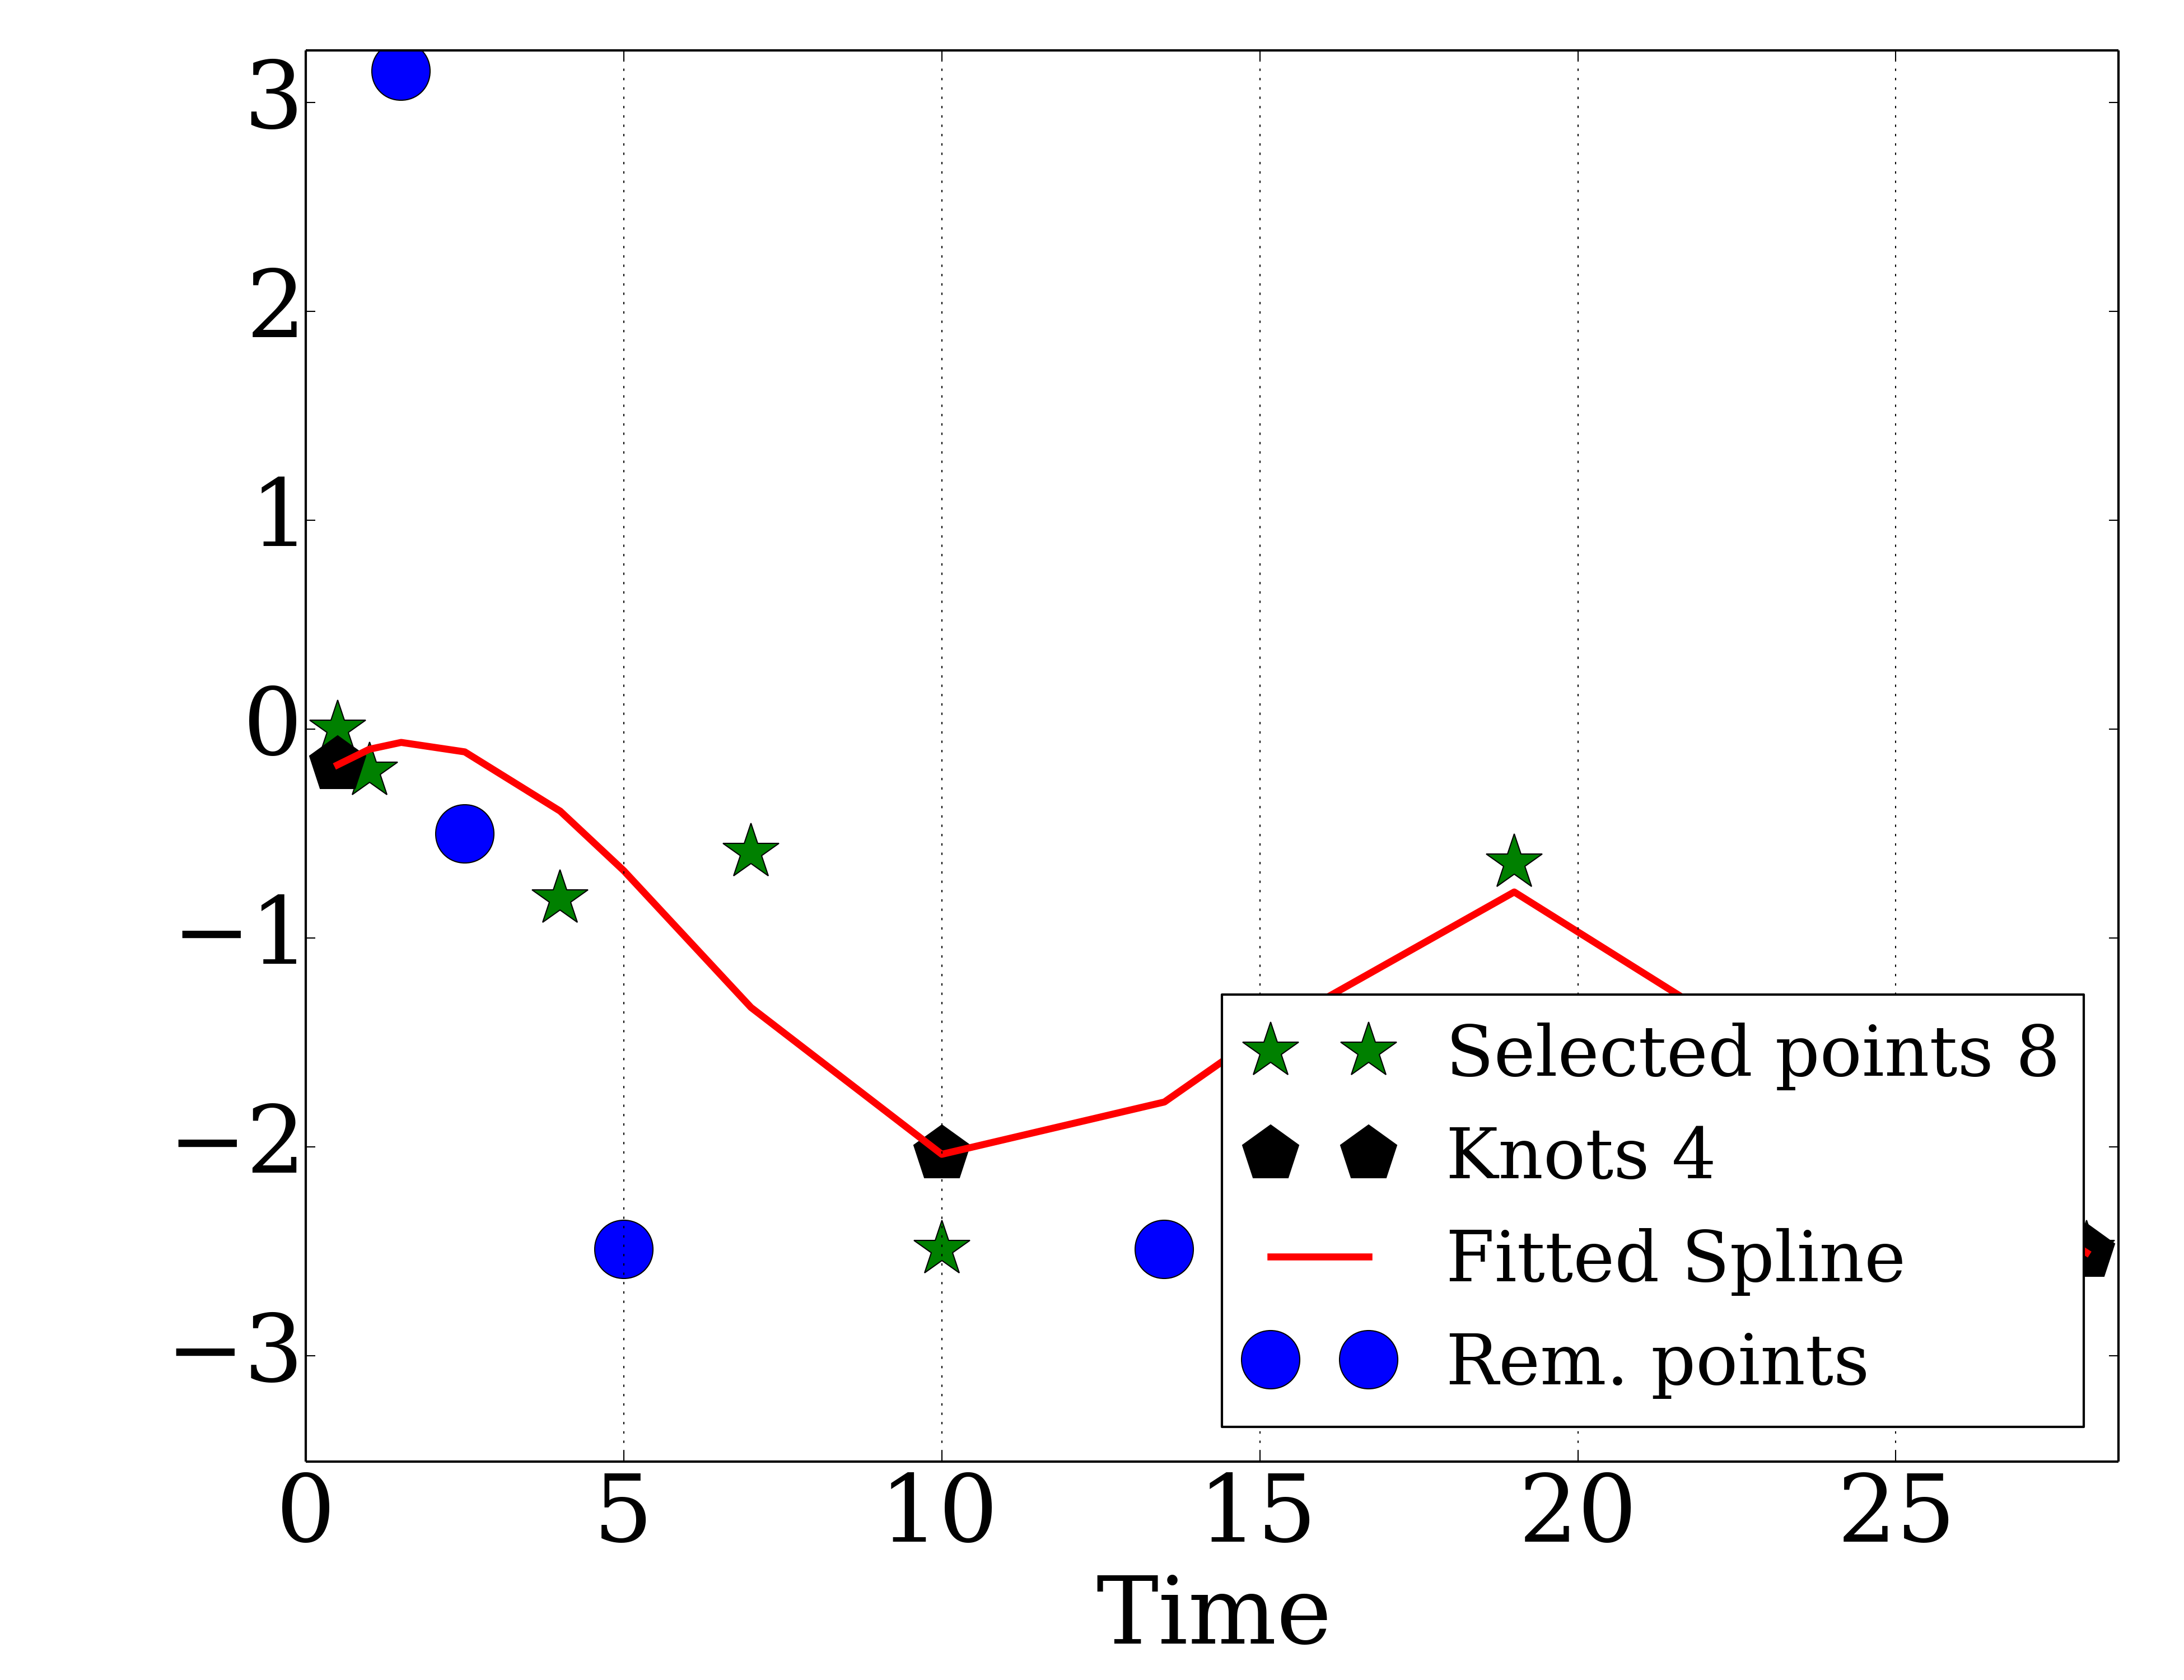 3
2
1
0
−1
−2
−3
Selected points 8
Knots 4
Fitted Spline
Rem. points
0 5 10 15 20 25
Time